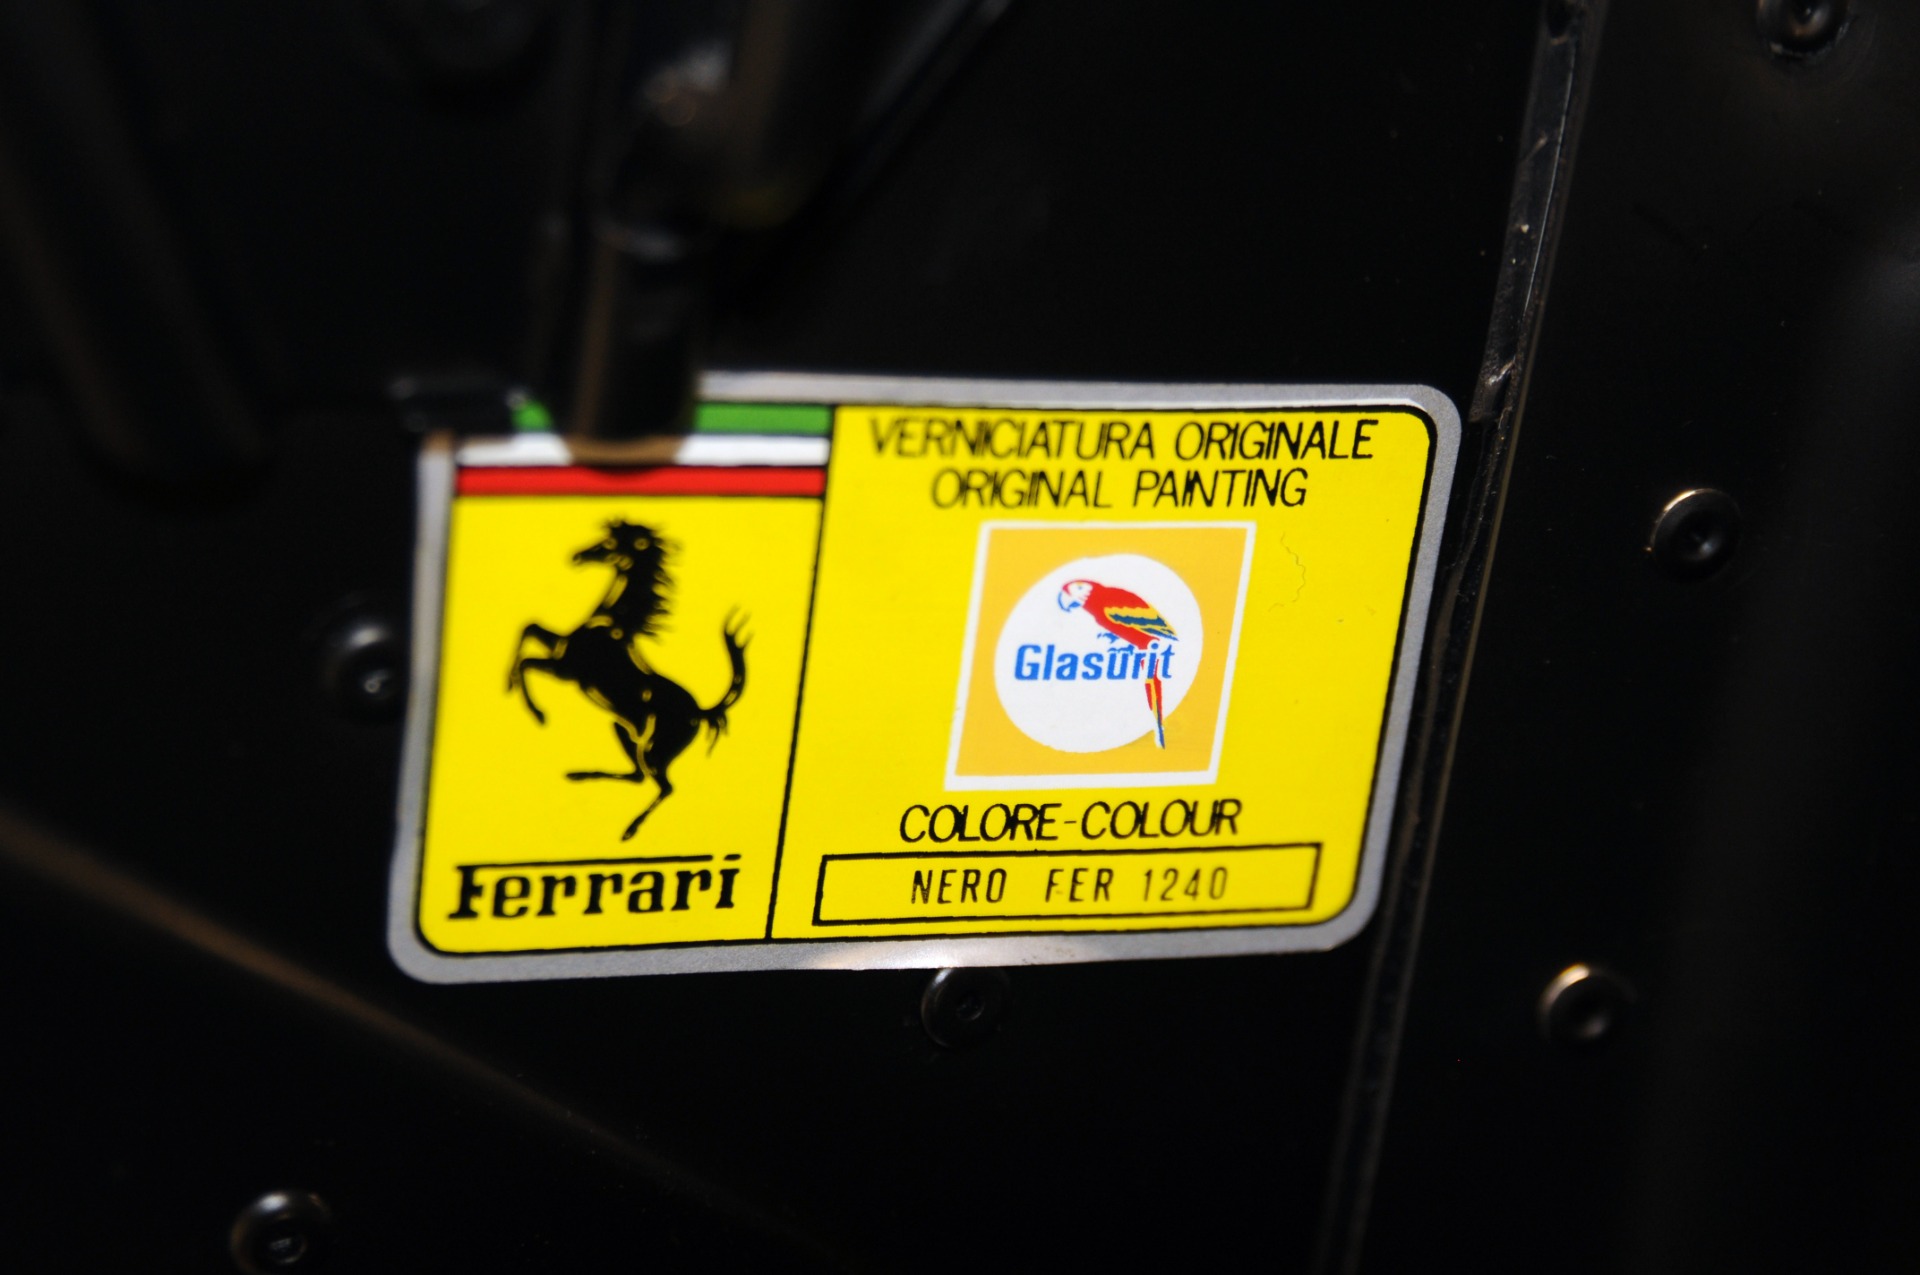 VERNICIATURA ORIGINALE
ORIGINAL PAINTING
Glasurit
COLORE-COLOUR
NERO FER 1240
Ferrari